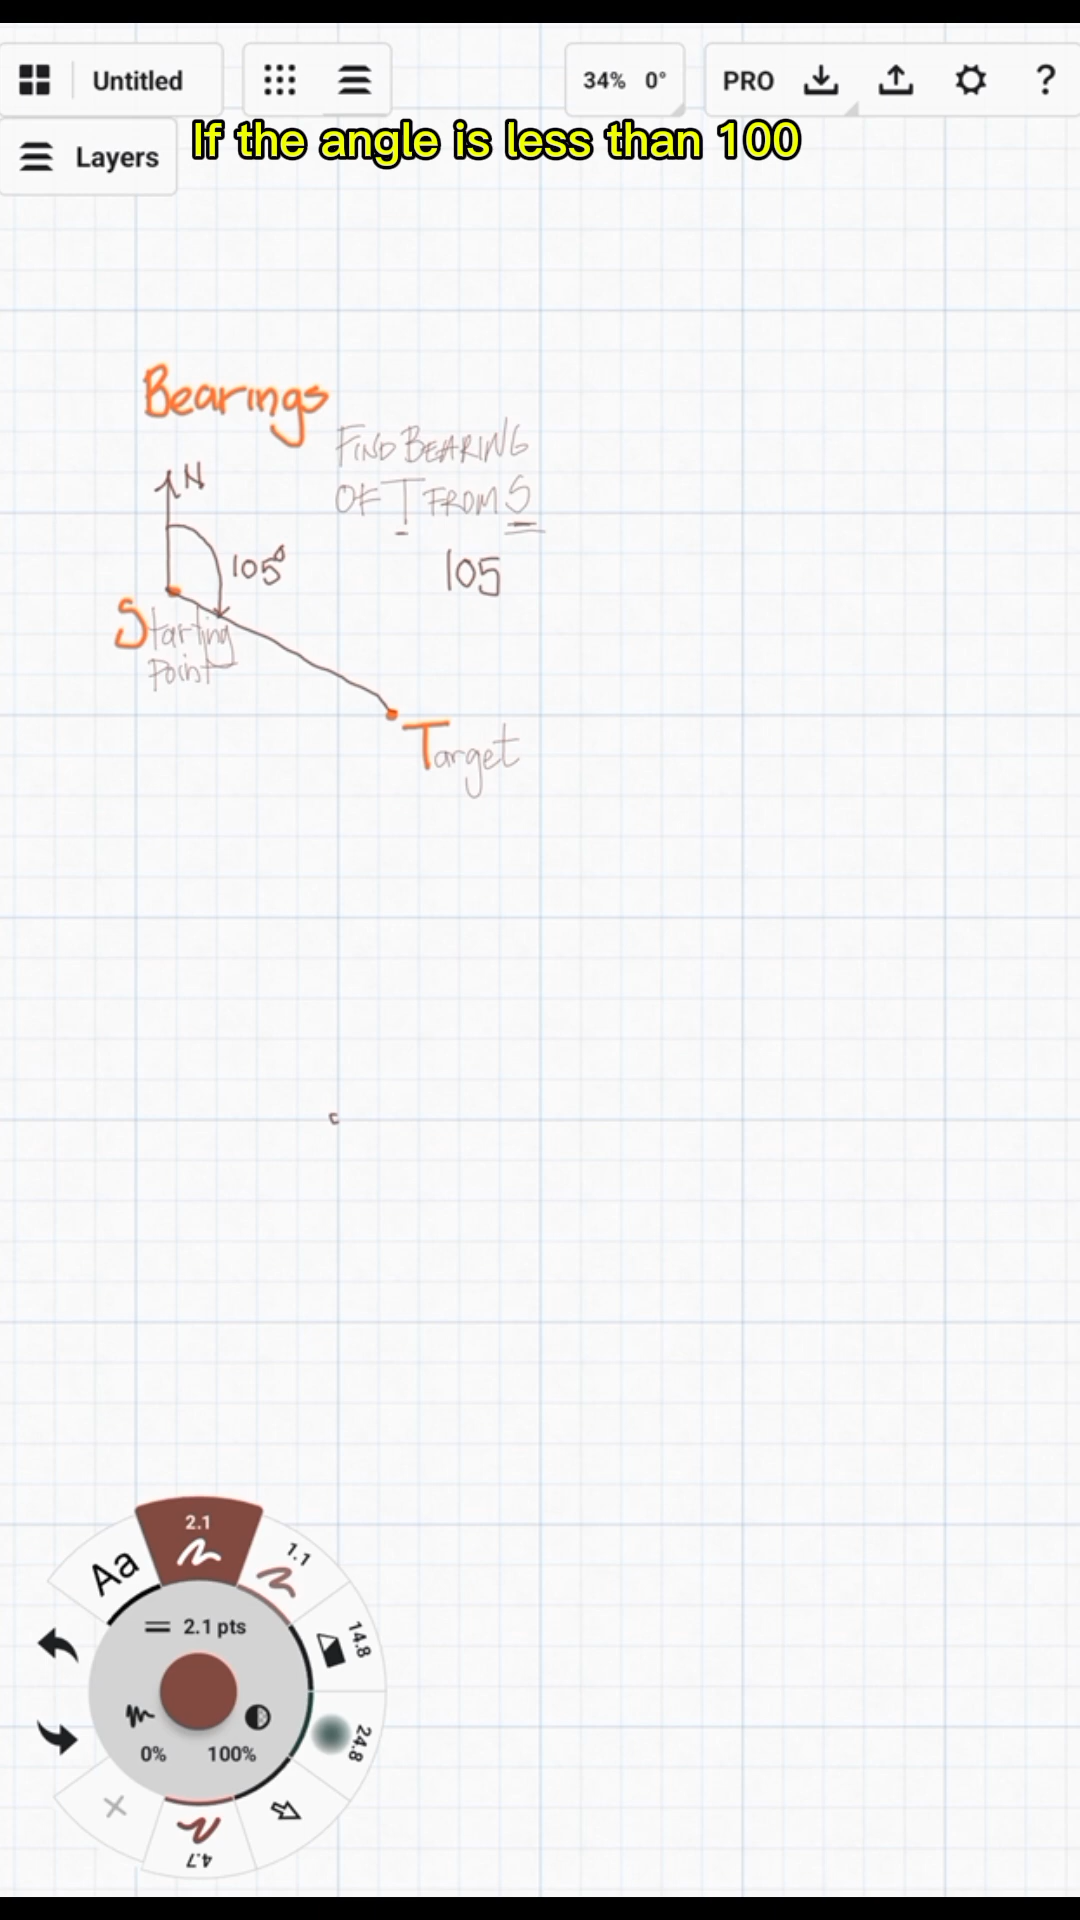 Untitled
34% 0°
PRO
?
Layers
If the angle is less than 100
Bearings
FIND BEARING
OF T FROM S
N
105°
105
Starting
Point
Target
2.1
Aa
1.1
2.1 pts
14.8
24.8
0% 100%
4.7